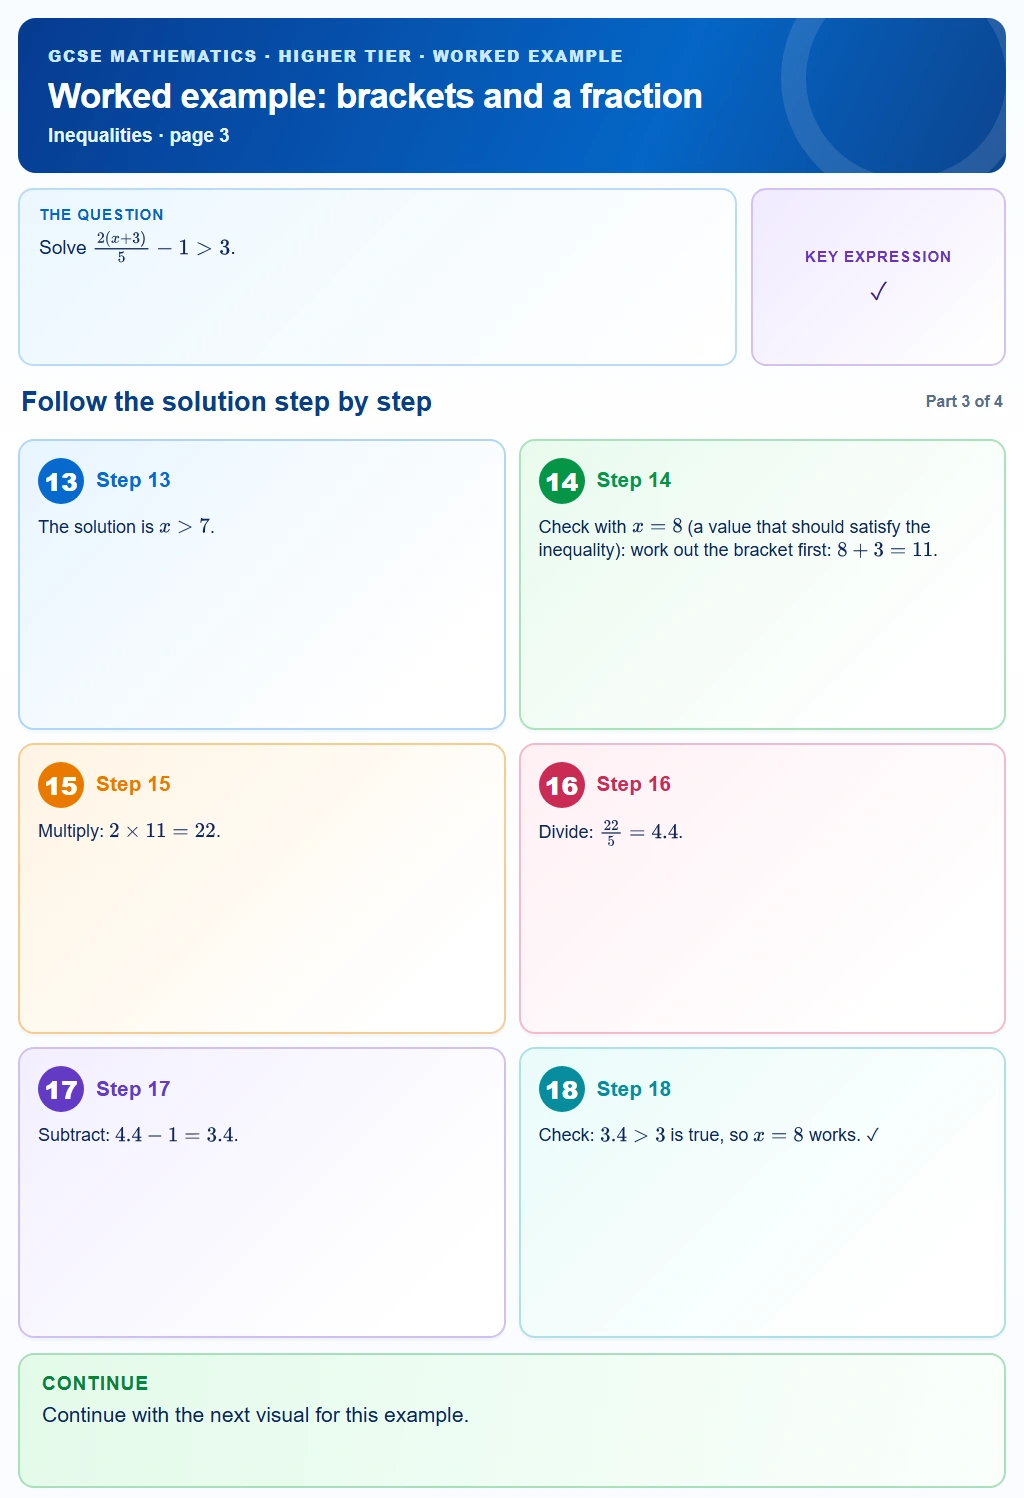 GCSE MATHEMATICS · HIGHER TIER · WORKED EXAMPLE
Worked example: brackets and a fraction
Inequalities · page 3
THE QUESTION
Solve \frac{2(x+3)}{5} − 1 > 3.
KEY EXPRESSION
✓
Follow the solution step by step
Part 3 of 4
13 Step 13
The solution is x > 7.
14 Step 14
Check with x = 8 (a value that should satisfy the
inequality): work out the bracket first: 8 + 3 = 11.
15 Step 15
Multiply: 2 × 11 = 22.
16 Step 16
Divide: \frac{22}{5} = 4.4.
17 Step 17
Subtract: 4.4 − 1 = 3.4.
18 Step 18
Check: 3.4 > 3 is true, so x = 8 works. ✓
CONTINUE
Continue with the next visual for this example.